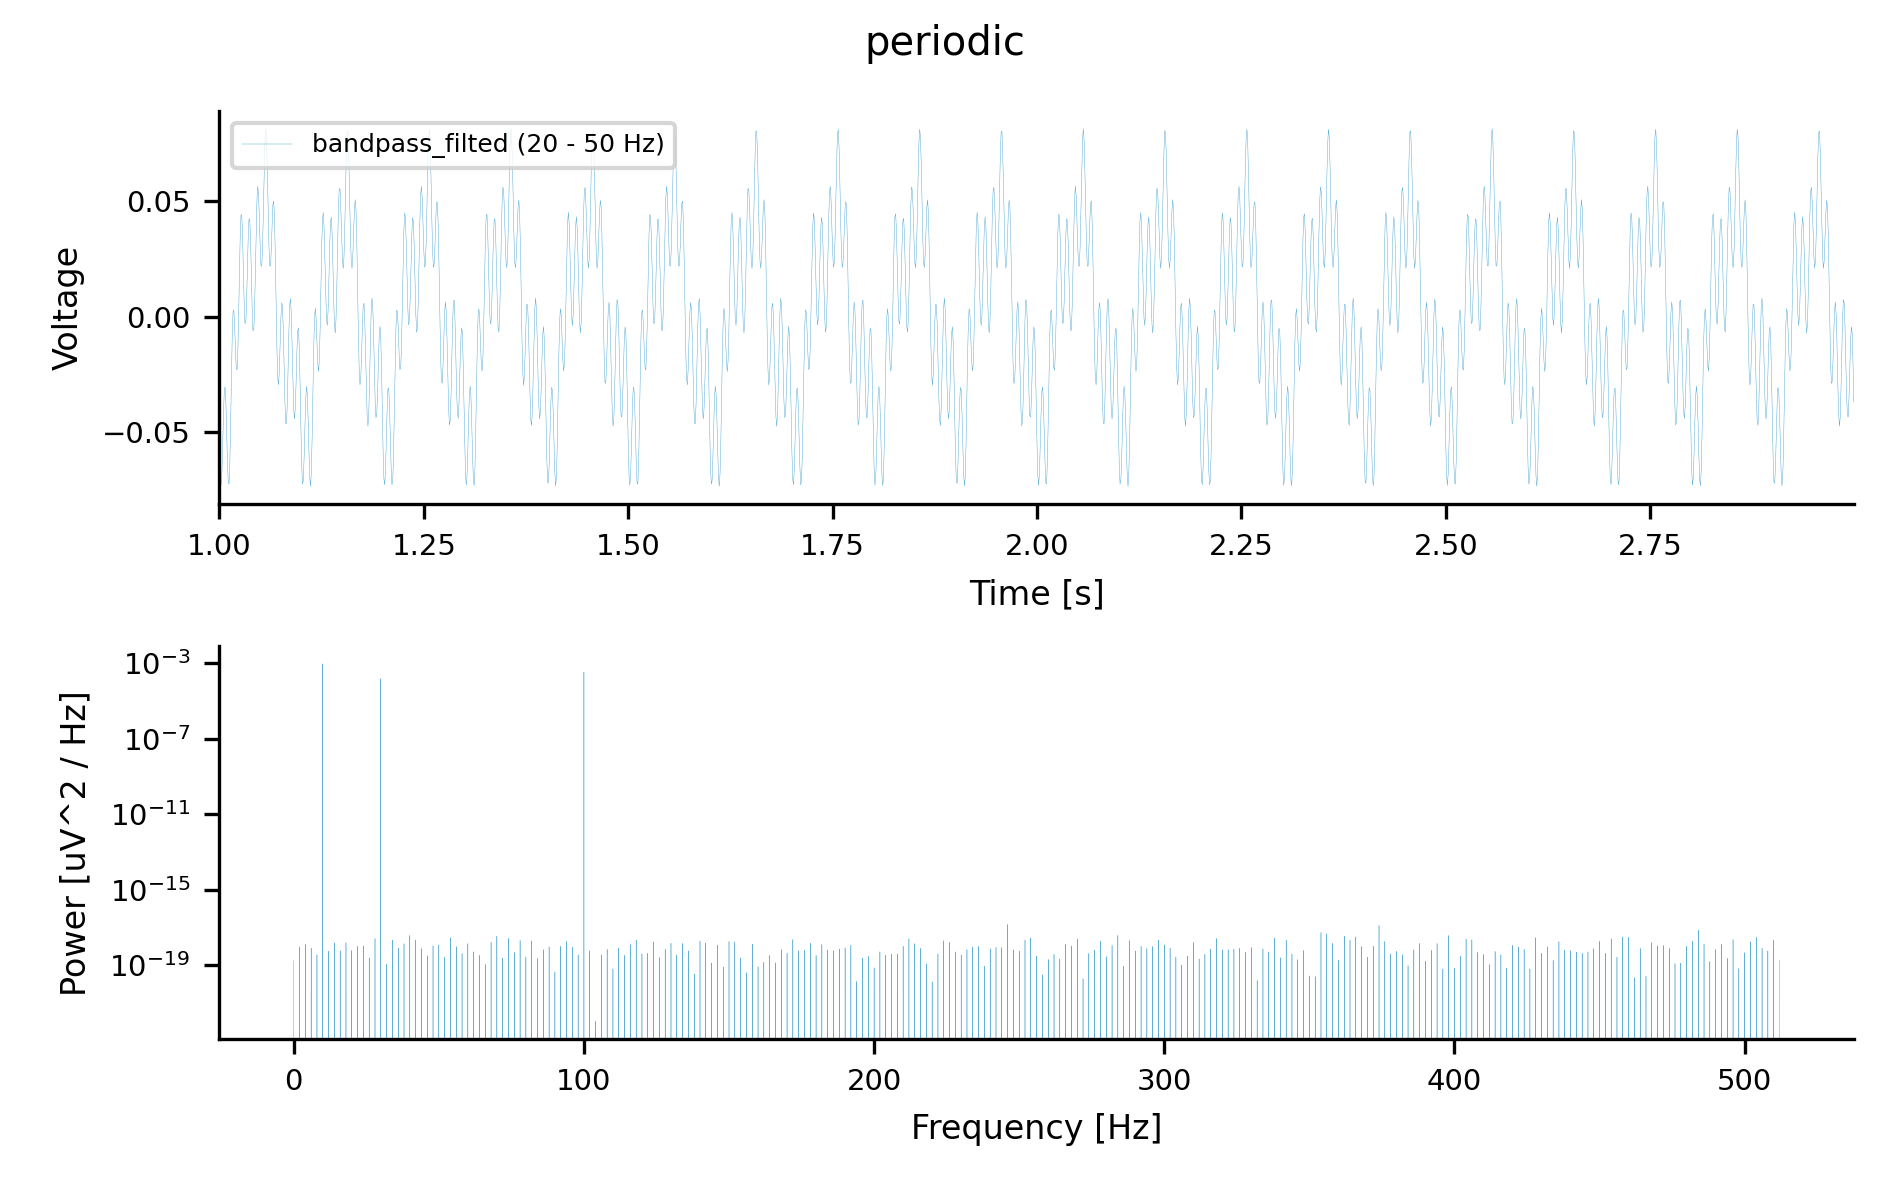 periodic
bandpass_filted (20 - 50 Hz)
Voltage
0.05
0.00
−0.05
1.00 1.25 1.50 1.75 2.00 2.25 2.50 2.75
Time [s]
Power [uV^2 / Hz]
10⁻³
10⁻⁷
10⁻¹¹
10⁻¹⁵
10⁻¹⁹
0 100 200 300 400 500
Frequency [Hz]